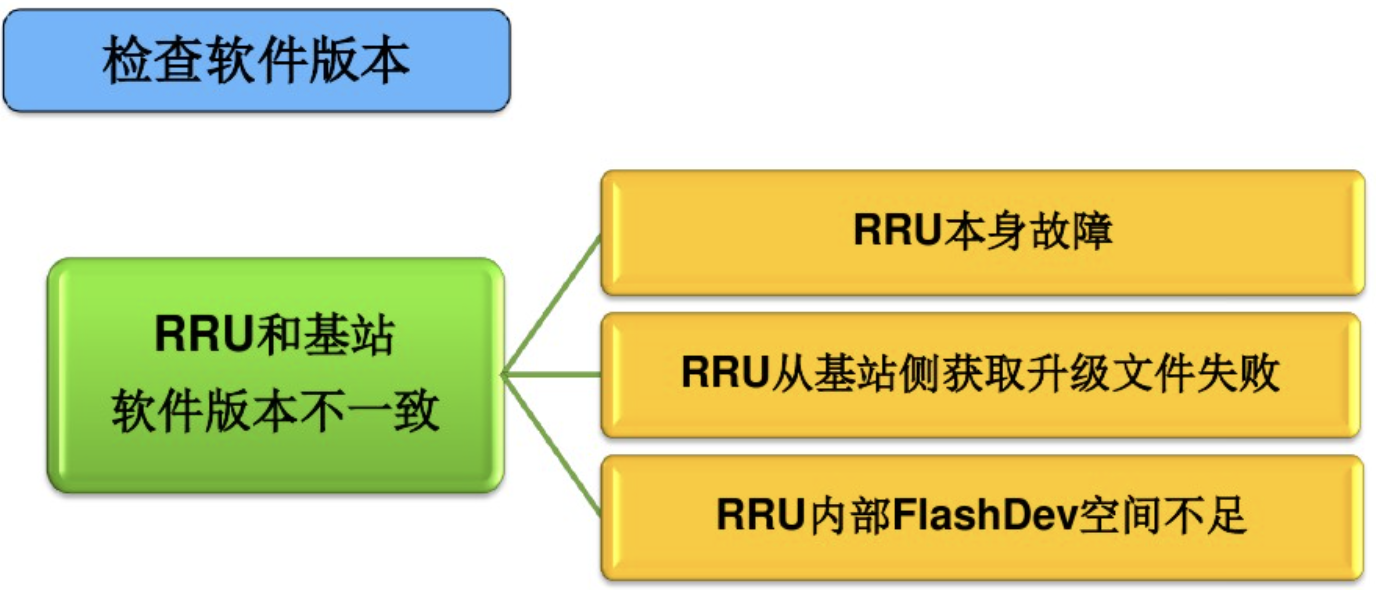 检查软件版本
RRU本身故障
RRU和基站
软件版本不一致
RRU从基站侧获取升级文件失败
RRU内部FlashDev空间不足